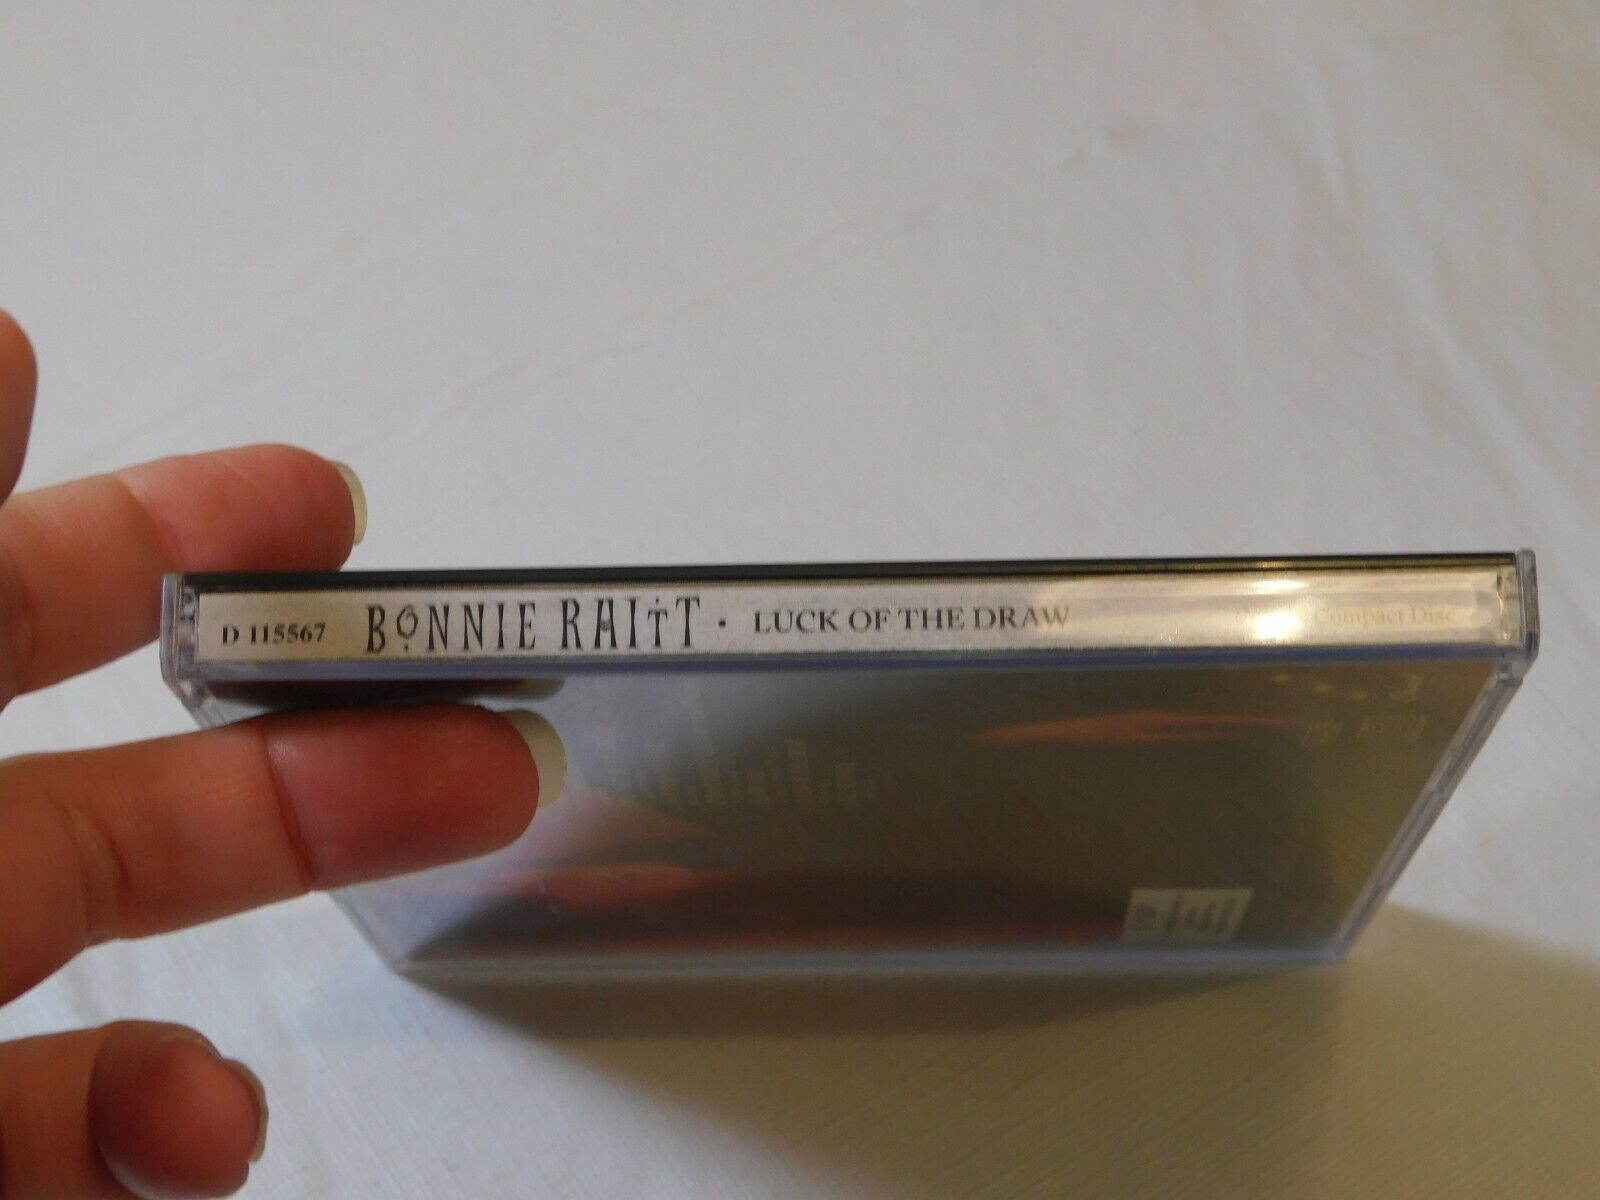 D 115567 BONNIE RAITT · LUCK OF THE DRAW Compact Disc